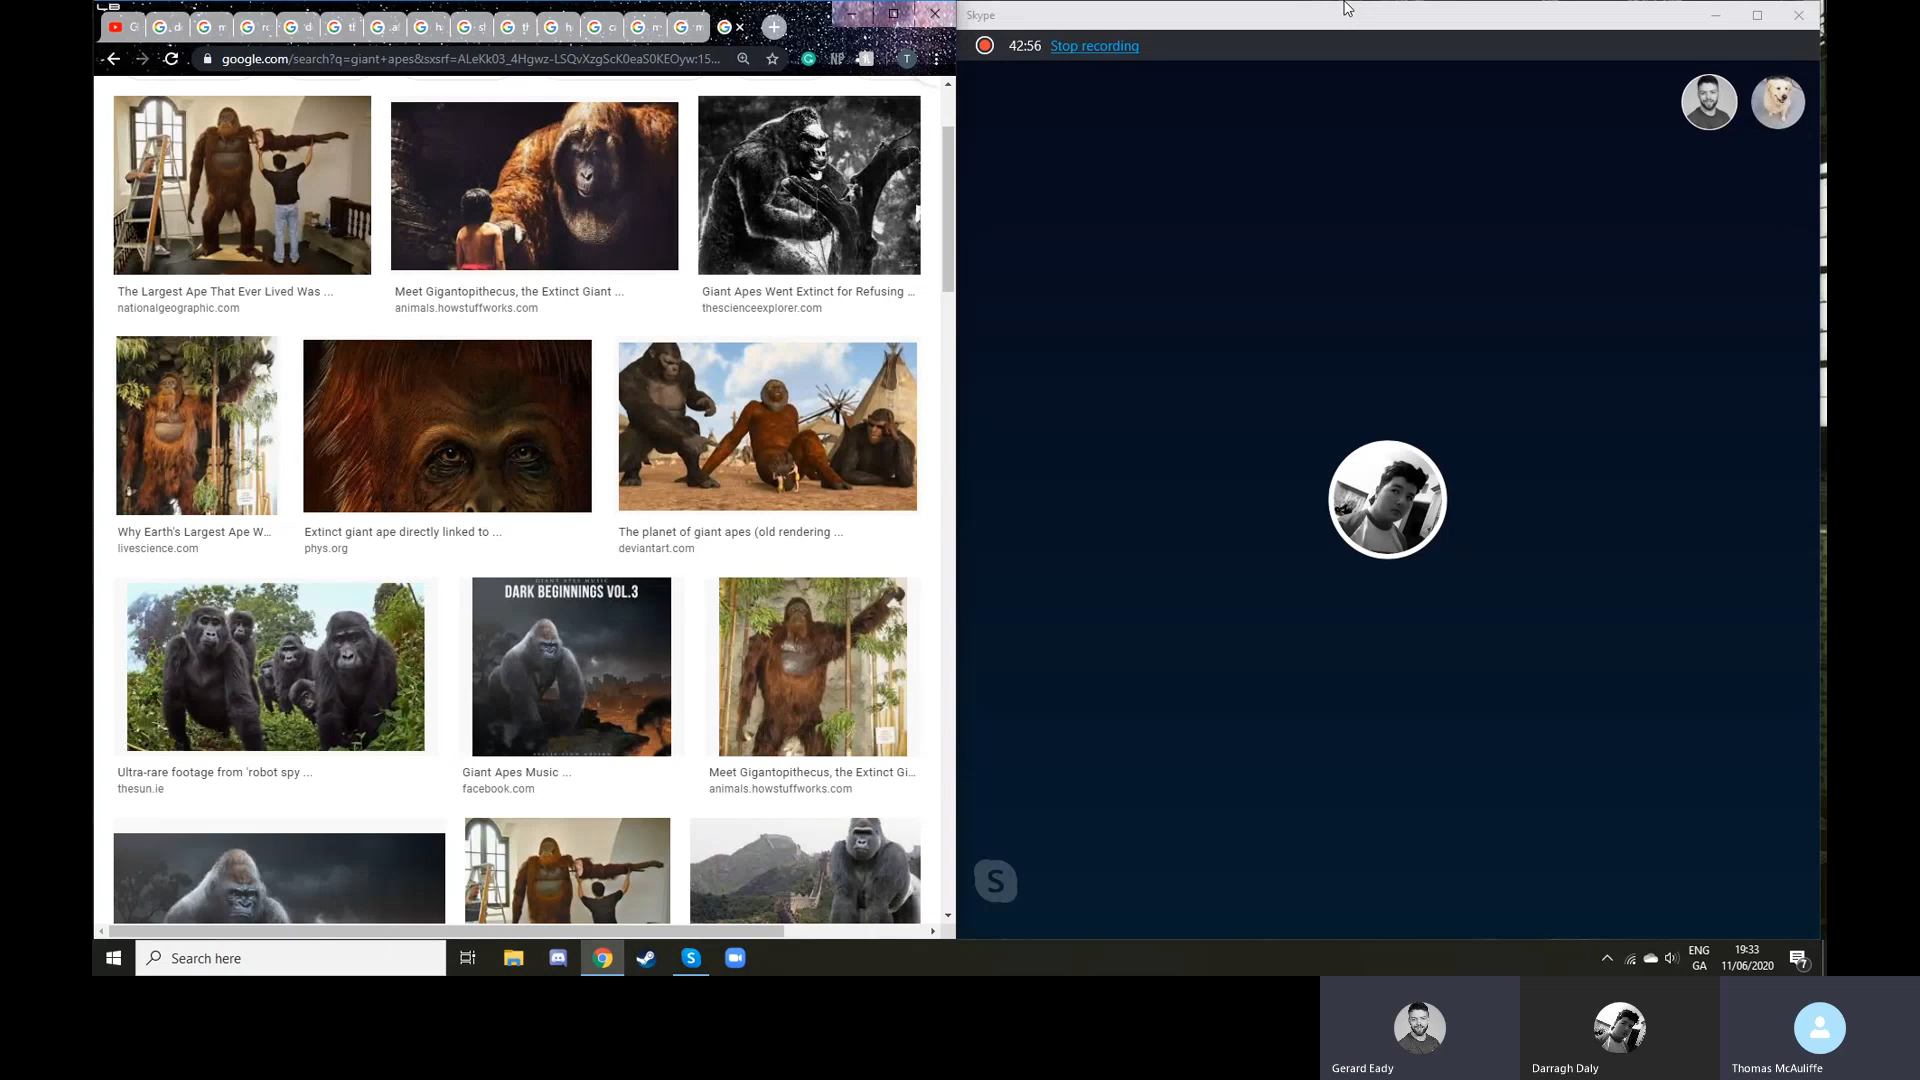 Skype
42:56 Stop recording
google.com/search?q=giant+apes&sxsrf=ALeKk03_4Hgwz-LSQvXzgScK0eaS0KEOyw:15...
T
The Largest Ape That Ever Lived Was ...
nationalgeographic.com
Meet Gigantopithecus, the Extinct Giant ...
animals.howstuffworks.com
Giant Apes Went Extinct for Refusing ...
thescienceexplorer.com
Why Earth's Largest Ape W...
livescience.com
Extinct giant ape directly linked to ...
phys.org
The planet of giant apes (old rendering ...
deviantart.com
GIANT APES MUSIC
DARK BEGINNINGS VOL.3
Ultra-rare footage from 'robot spy ...
thesun.ie
Giant Apes Music ...
facebook.com
Meet Gigantopithecus, the Extinct Gi...
animals.howstuffworks.com
S
Search here
ENG
GA
19:33
11/06/2020
7
Gerard Eady
Darragh Daly
Thomas McAuliffe